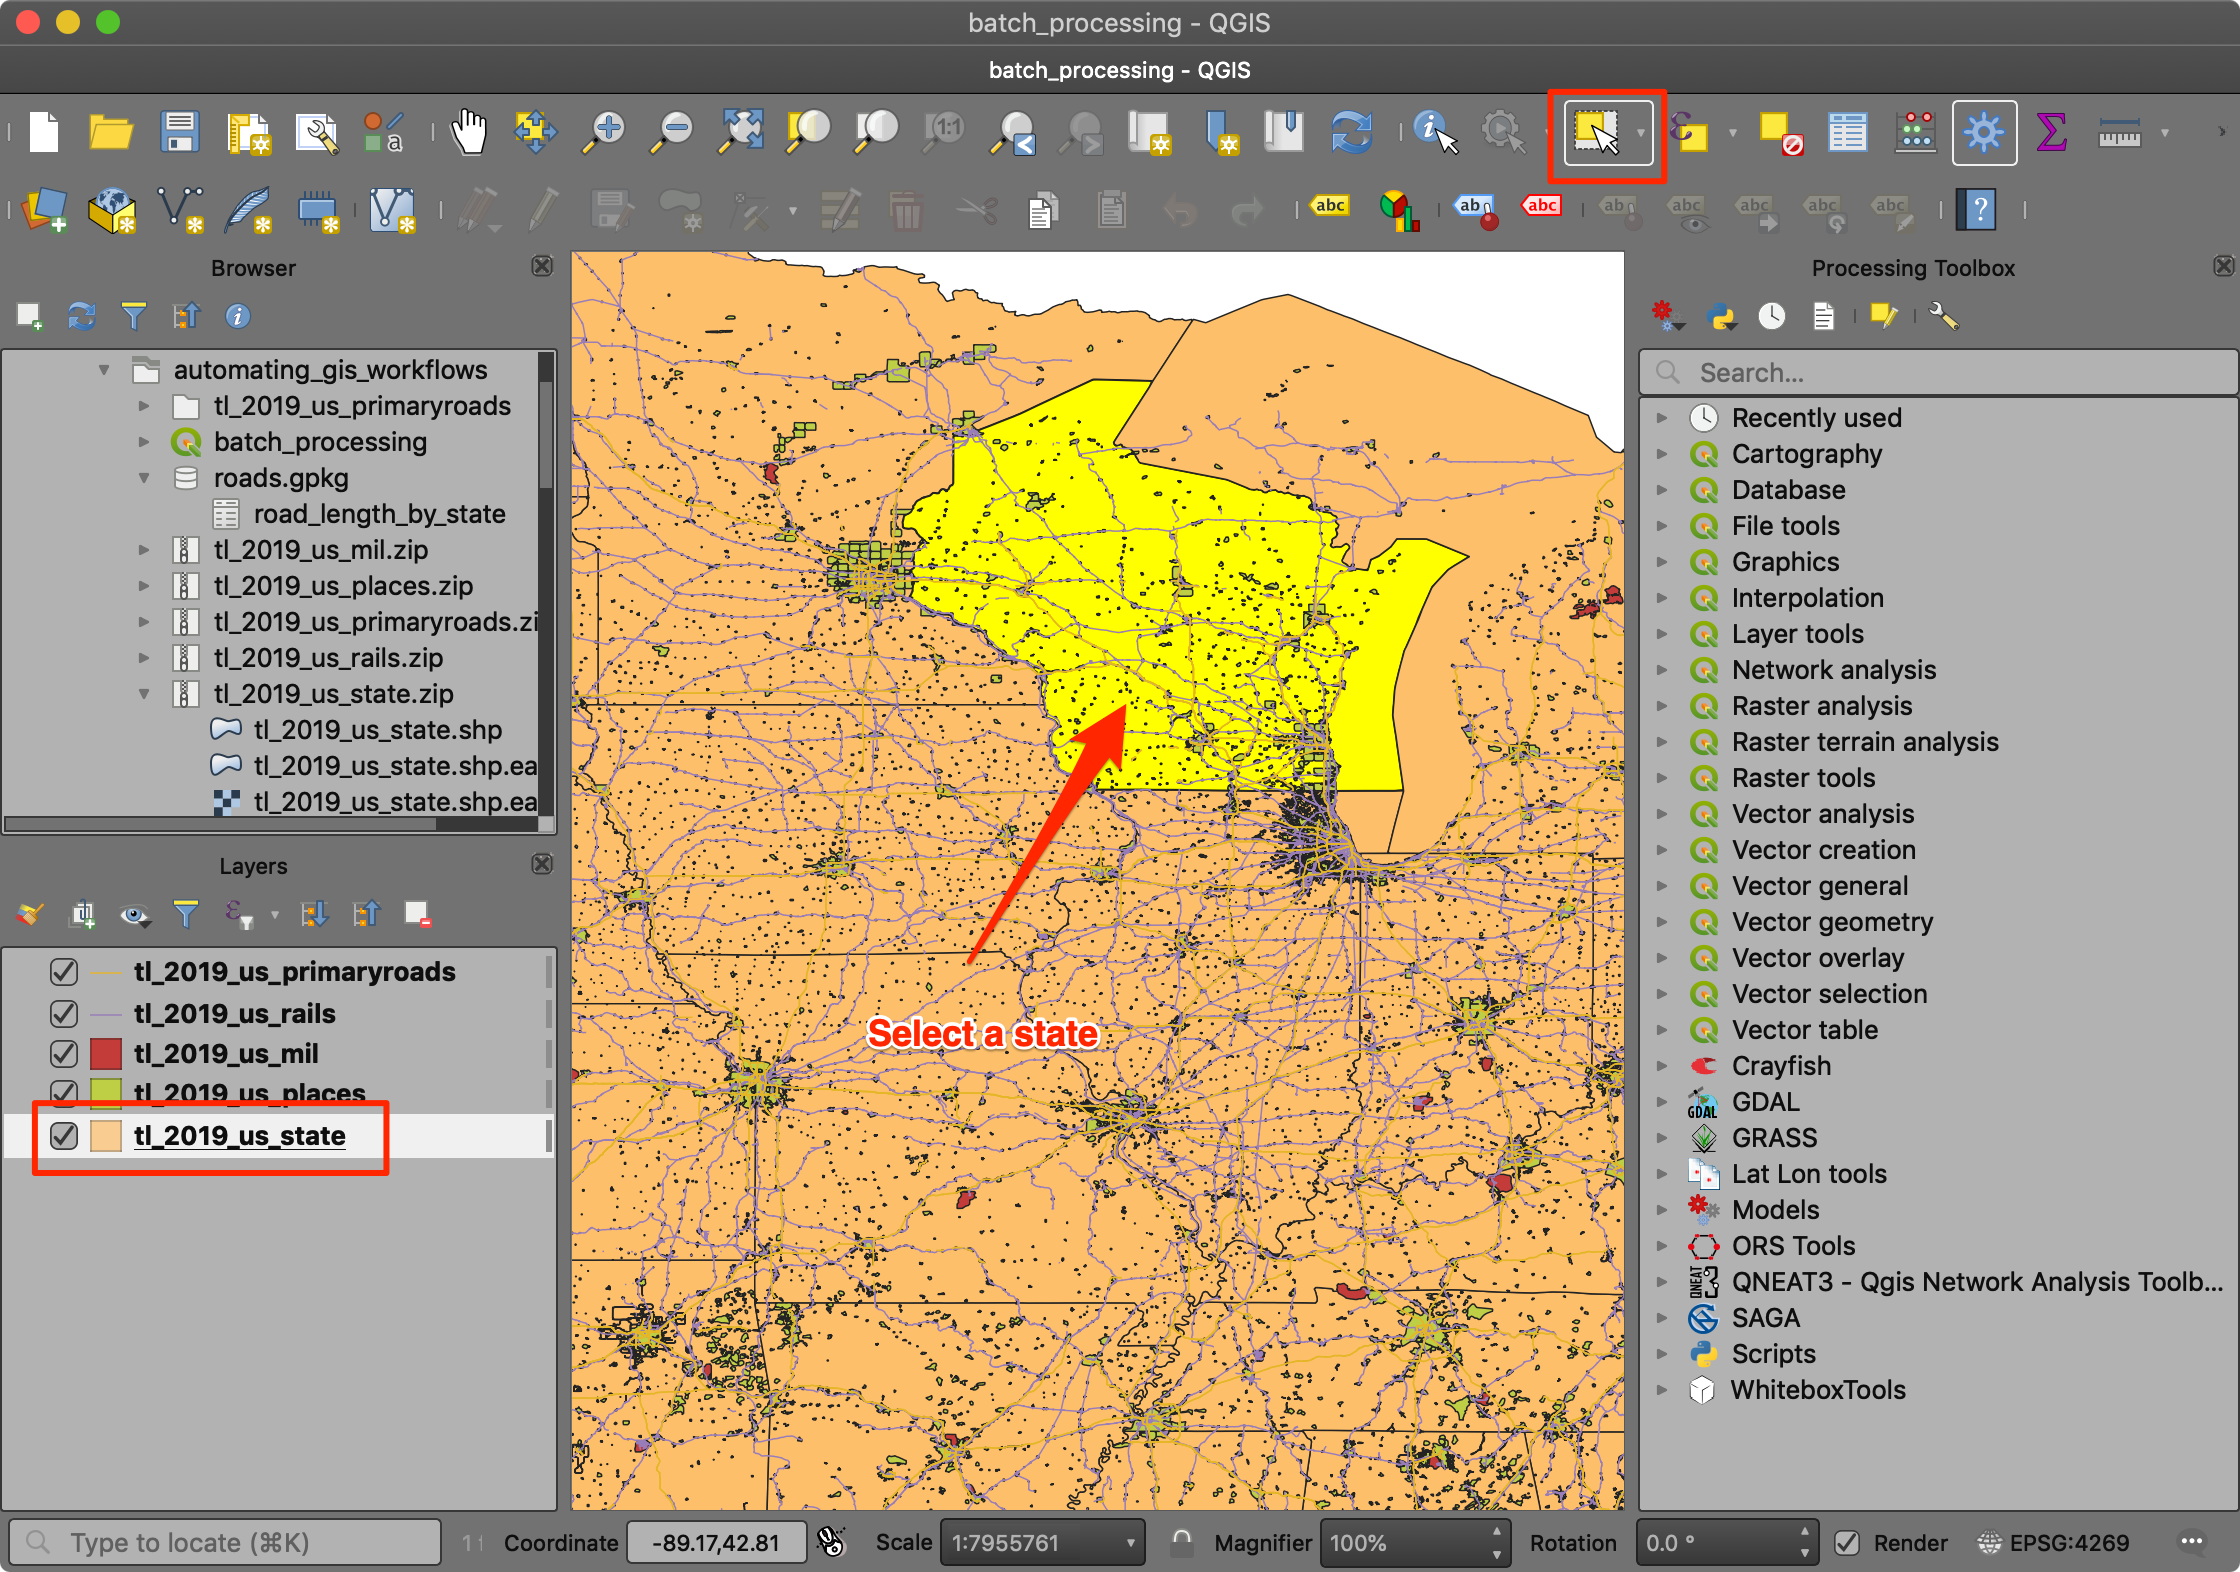 batch_processing - QGIS
batch_processing - QGIS
1:1
a
abc
ab
abc
ab
abc
abc
abc
abc
?
Browser
automating_gis_workflows
tl_2019_us_primaryroads
batch_processing
roads.gpkg
road_length_by_state
tl_2019_us_mil.zip
tl_2019_us_places.zip
tl_2019_us_primaryroads.zi
tl_2019_us_rails.zip
tl_2019_us_state.zip
tl_2019_us_state.shp
tl_2019_us_state.shp.ea
tl_2019_us_state.shp.ea
Layers
tl_2019_us_primaryroads
tl_2019_us_rails
tl_2019_us_mil
tl_2019_us_places
tl_2019_us_state
Select a state
Processing Toolbox
Search...
Recently used
Cartography
Database
File tools
Graphics
Interpolation
Layer tools
Network analysis
Raster analysis
Raster terrain analysis
Raster tools
Vector analysis
Vector creation
Vector general
Vector geometry
Vector overlay
Vector selection
Vector table
Crayfish
GDAL GDAL
GRASS
Lat Lon tools
Models
ORS Tools
QNEAT3 - Qgis Network Analysis Toolb...
SAGA
Scripts
WhiteboxTools
Type to locate (⌘K)
Coordinate -89.17,42.81 Scale 1:7955761 Magnifier 100% Rotation 0.0 ° Render EPSG:4269